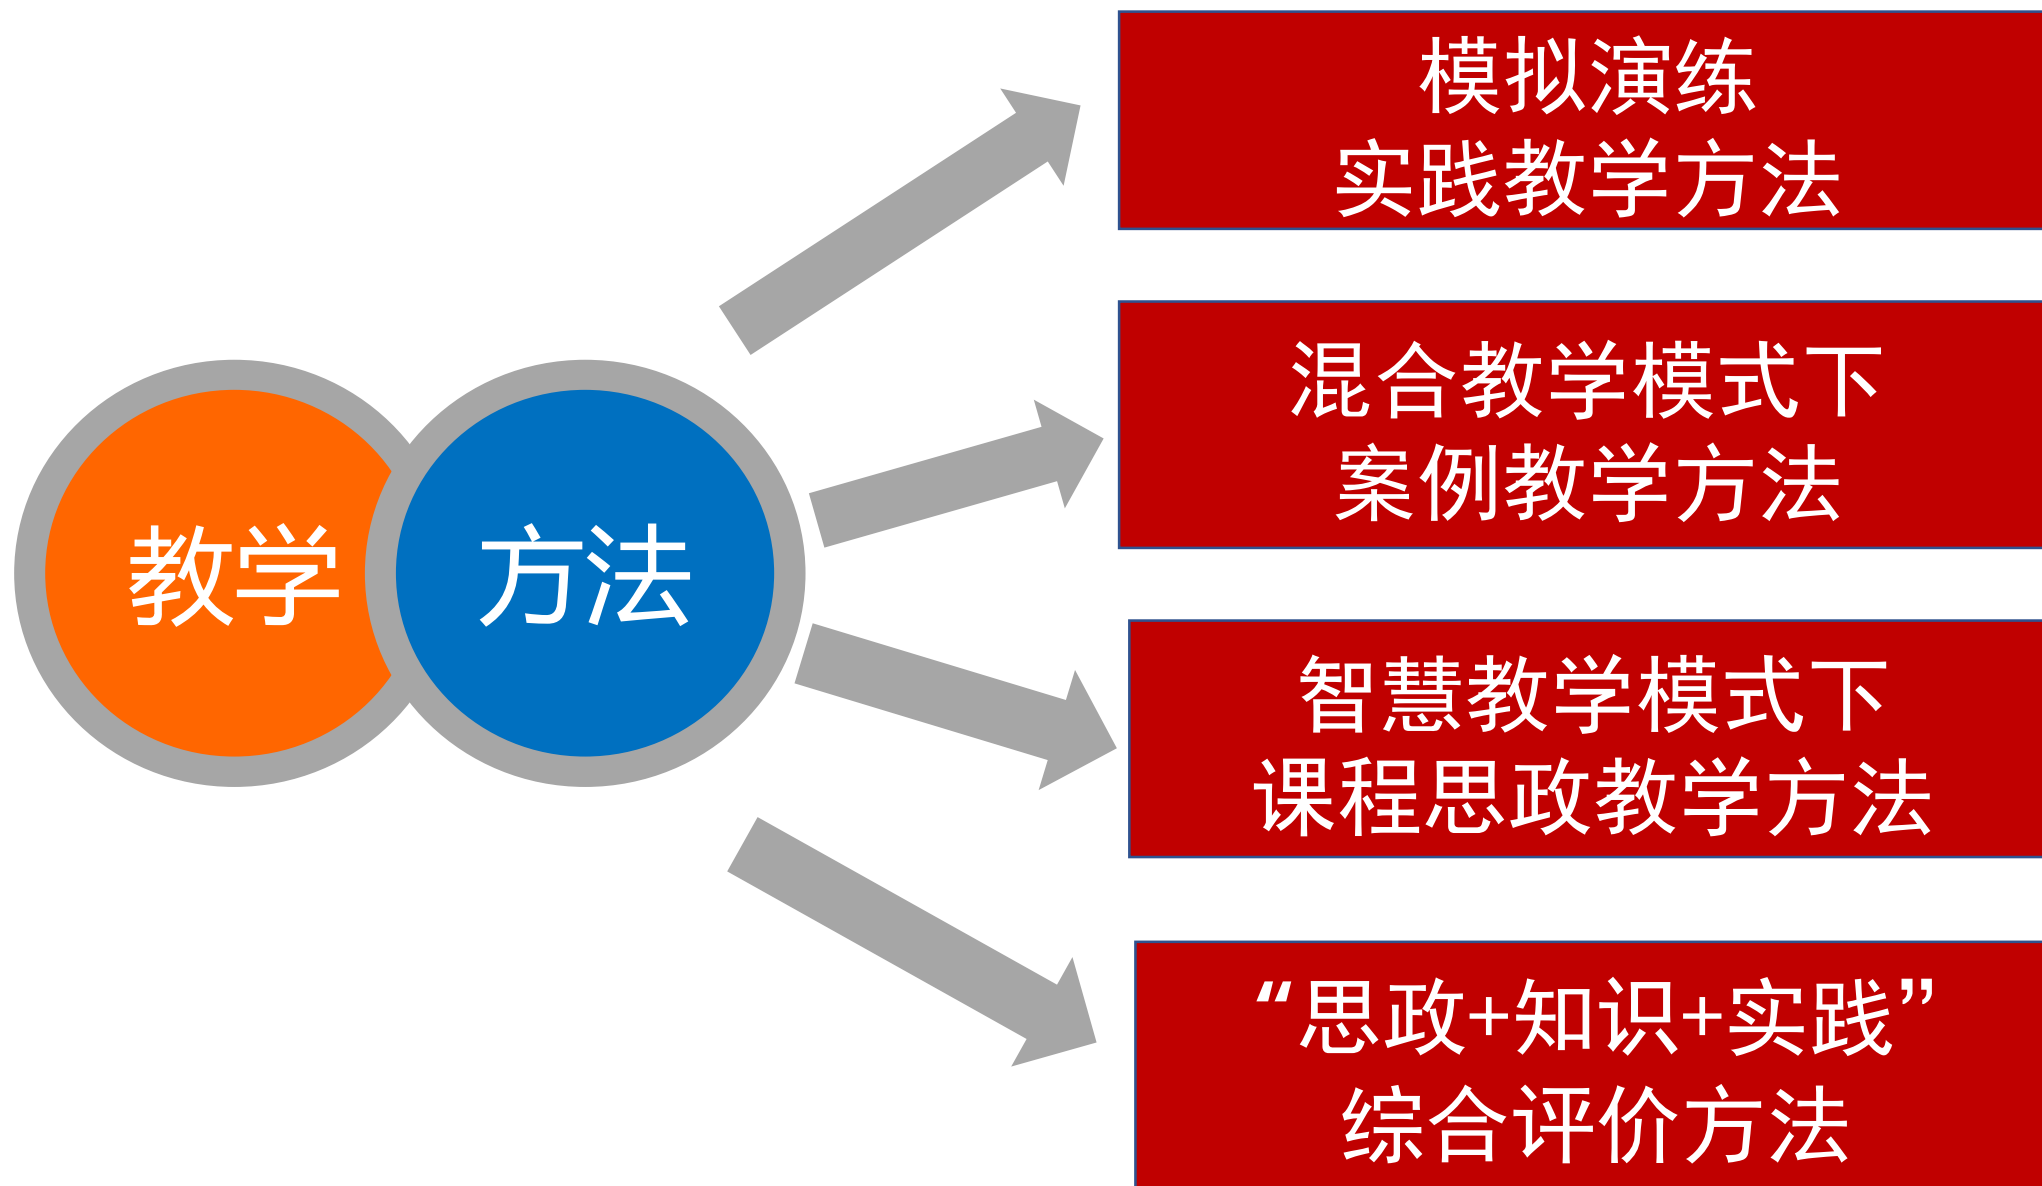 教学
方法
模拟演练
实践教学方法
混合教学模式下
案例教学方法
智慧教学模式下
课程思政教学方法
“思政+知识+实践”
综合评价方法